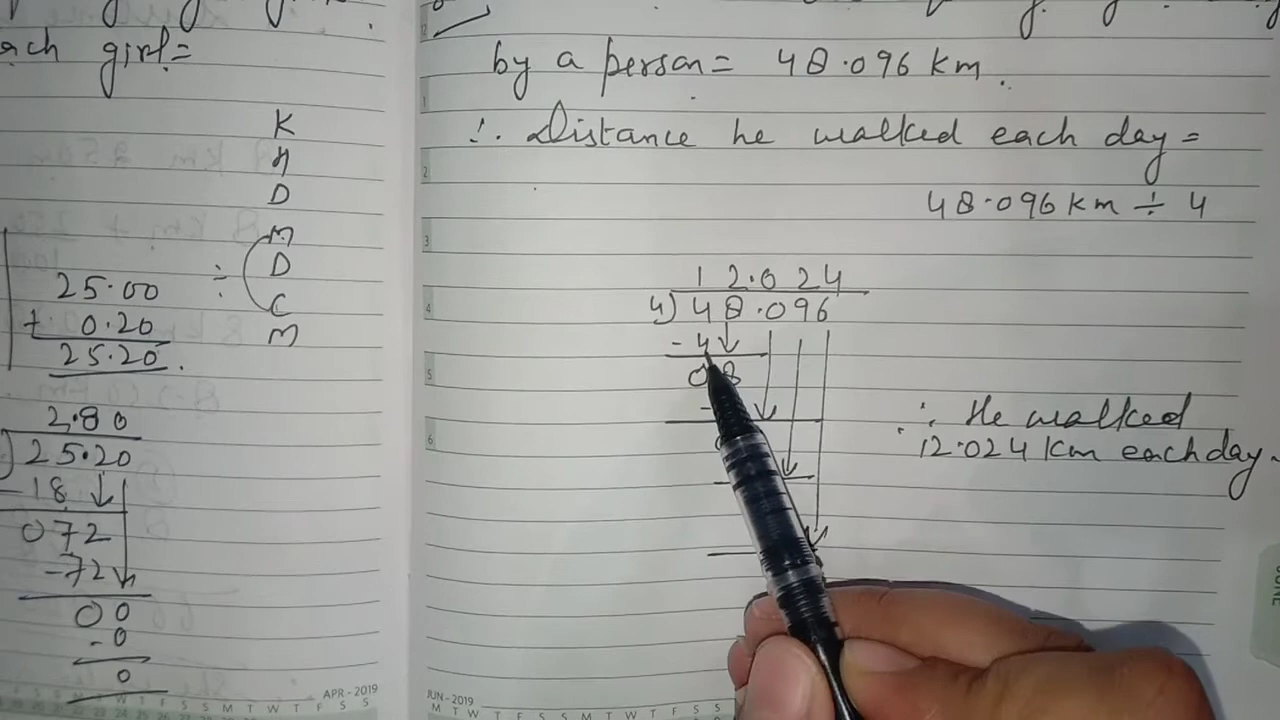 each girl=
K
H
D
M
D
C
M
25.00 ÷
+ 0.20
25.20.
2.80
)25.20
-18
072
-72
00
-0
0
APR - 2019
by a person= 48.096 km.
∴ Distance he walked each day=
48.096 km ÷ 4
12.024
4)48.096
-4
08
∴ He walked
12.024 Km each day.
JUN - 2019
JUNE